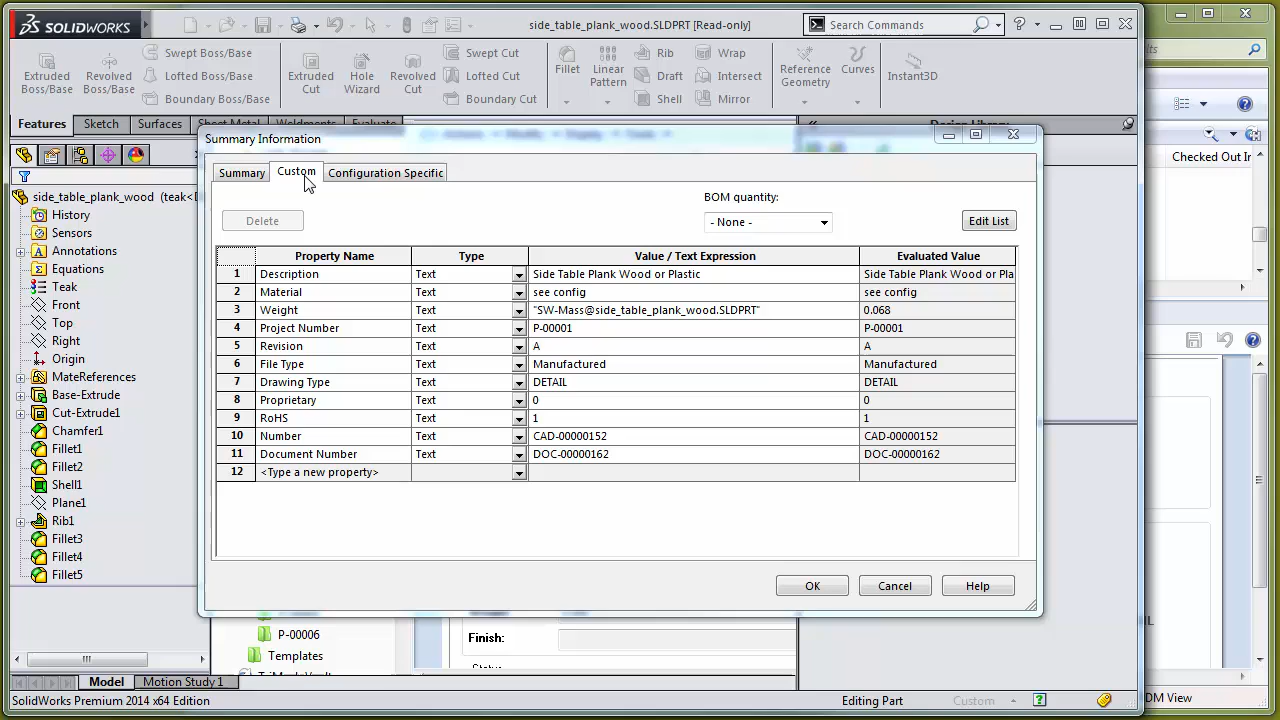 SOLIDWORKS
side_table_plank_wood.SLDPRT [Read-only]
Search Commands
Extruded Boss/Base
Revolved Boss/Base
Swept Boss/Base
Lofted Boss/Base
Boundary Boss/Base
Extruded Cut
Hole Wizard
Revolved Cut
Swept Cut
Lofted Cut
Boundary Cut
Fillet
Linear Pattern
Rib
Draft
Shell
Wrap
Intersect
Mirror
Reference Geometry
Curves
Instant3D
Features
Sketch
Surfaces
Sheet Metal
Weldments
Evaluate
Design Library
Checked Out In
side_table_plank_wood (teak<D
History
Sensors
Annotations
Equations
Teak
Front
Top
Right
Origin
MateReferences
Base-Extrude
Cut-Extrude1
Chamfer1
Fillet1
Fillet2
Shell1
Plane1
Rib1
Fillet3
Fillet4
Fillet5
Summary Information
Summary
Custom
Configuration Specific
BOM quantity:
Delete
- None -
Edit List
Property Name Type Value / Text Expression Evaluated Value
1 Description Text Side Table Plank Wood or Plastic Side Table Plank Wood or Pla
2 Material Text see config see config
3 Weight Text "SW-Mass@side_table_plank_wood.SLDPRT" 0.068
4 Project Number Text P-00001 P-00001
5 Revision Text A A
6 File Type Text Manufactured Manufactured
7 Drawing Type Text DETAIL DETAIL
8 Proprietary Text 0 0
9 RoHS Text 1 1
10 Number Text CAD-00000152 CAD-00000152
11 Document Number Text DOC-00000162 DOC-00000162
12 <Type a new property>
OK
Cancel
Help
P-00006
Templates
Finish:
Model
Motion Study 1
SolidWorks Premium 2014 x64 Edition
Editing Part
Custom
DM View